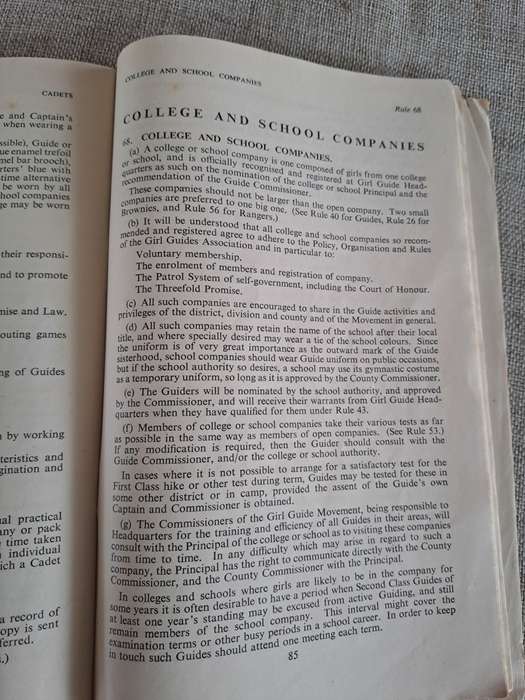 CADETS
e and Captain's
when wearing a
ssible), Guide or
ue enamel trefoil
mel bar brooch),
rters' blue with
time alternative
be worn by all
hool companies
ge may be worn
their responsi-
nd to promote
mise and Law.
outing games
ng of Guides
by working
teristics and
gination and
al practical
any or pack
time taken
individual
ich a Cadet
a record of
opy is sent
ferred.
.)
COLLEGE AND SCHOOL COMPANIES
Rule 68
COLLEGE AND SCHOOL COMPANIES
68. COLLEGE AND SCHOOL COMPANIES.
(a) A college or school company is one composed of girls from one college
or school, and is officially recognised and registered at Girl Guide Head-
quarters as such on the nomination of the college or school Principal and the
recommendation of the Guide Commissioner.
These companies should not be larger than the open company. Two small
companies are preferred to one big one. (See Rule 40 for Guides, Rule 26 for
Brownies, and Rule 56 for Rangers.)
(b) It will be understood that all college and school companies so recom-
mended and registered agree to adhere to the Policy, Organisation and Rules
of the Girl Guides Association and in particular to:
Voluntary membership.
The enrolment of members and registration of company.
The Patrol System of self-government, including the Court of Honour.
The Threefold Promise.
(c) All such companies are encouraged to share in the Guide activities and
privileges of the district, division and county and of the Movement in general.
(d) All such companies may retain the name of the school after their local
title, and where specially desired may wear a tie of the school colours. Since
the uniform is of very great importance as the outward mark of the Guide
sisterhood, school companies should wear Guide uniform on public occasions,
but if the school authority so desires, a school may use its gymnastic costume
as a temporary uniform, so long as it is approved by the County Commissioner.
(e) The Guiders will be nominated by the school authority, and approved
by the Commissioner, and will receive their warrants from Girl Guide Head-
quarters when they have qualified for them under Rule 43.
(f) Members of college or school companies take their various tests as far
as possible in the same way as members of open companies. (See Rule 53.)
If any modification is required, then the Guider should consult with the
Guide Commissioner, and/or the college or school authority.
In cases where it is not possible to arrange for a satisfactory test for the
First Class hike or other test during term, Guides may be tested for these in
some other district or in camp, provided the assent of the Guide's own
Captain and Commissioner is obtained.
(g) The Commissioners of the Girl Guide Movement, being responsible to
Headquarters for the training and efficiency of all Guides in their areas, will
consult with the Principal of the college or school as to visiting these companies
from time to time. In any difficulty which may arise in regard to such a
company, the Principal has the right to communicate directly with the County
Commissioner, and the County Commissioner with the Principal.
In colleges and schools where girls are likely to be in the company for
some years it is often desirable to have a period when Second Class Guides of
at least one year's standing may be excused from active Guiding, and still
remain members of the school company. This interval might cover the
examination terms or other busy periods in a school career. In order to keep
in touch such Guides should attend one meeting each term.
85